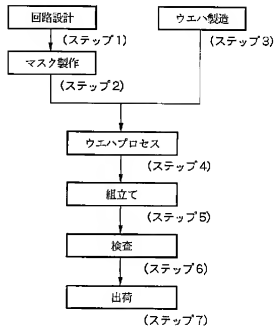 回路設計
(ステップ1)
マスク製作
(ステップ2)
ウエハ製造
(ステップ3)
ウエハプロセス
(ステップ4)
組立て
(ステップ5)
検査
(ステップ6)
出荷
(ステップ7)